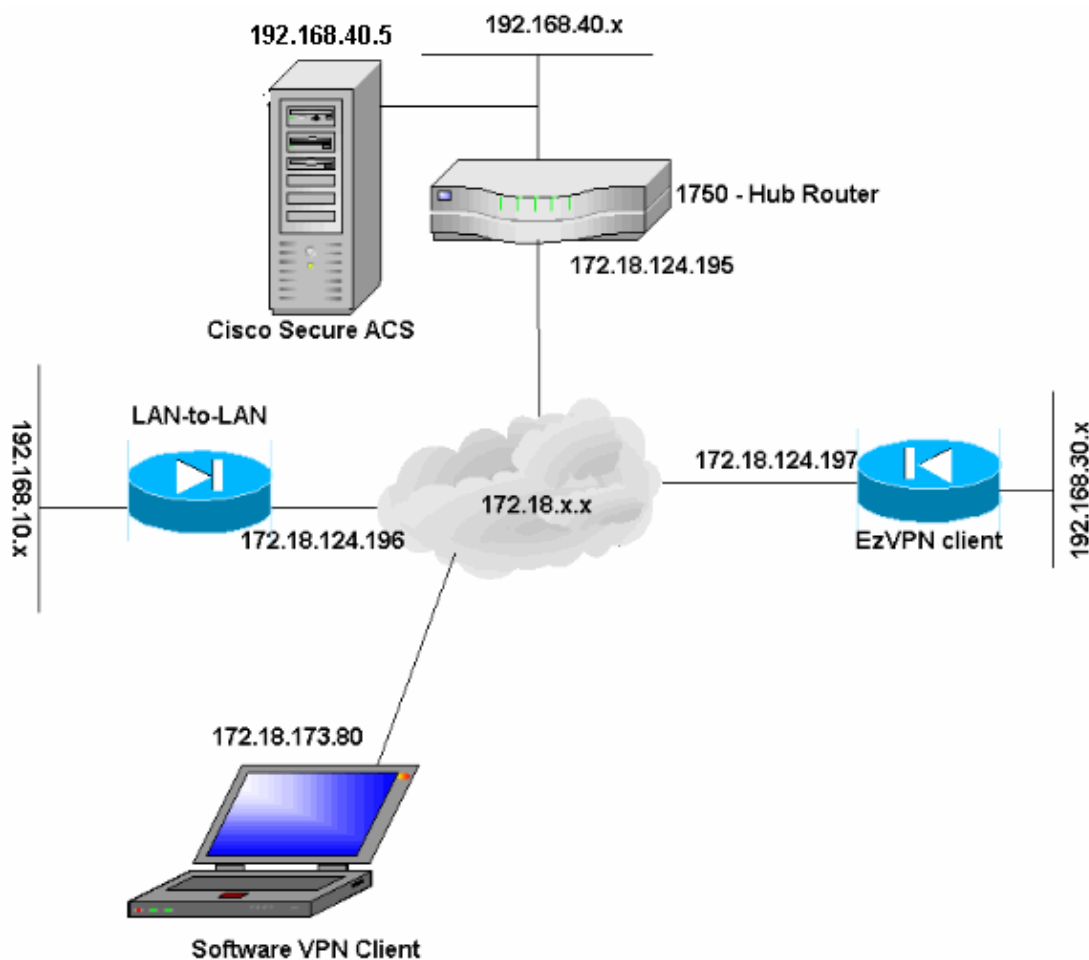 192.168.40.5
192.168.40.x
1750 - Hub Router
172.18.124.195
Cisco Secure ACS
LAN-to-LAN
192.168.10.x
172.18.124.196
172.18.x.x
172.18.124.197
EzVPN client
192.168.30.x
172.18.173.80
Software VPN Client